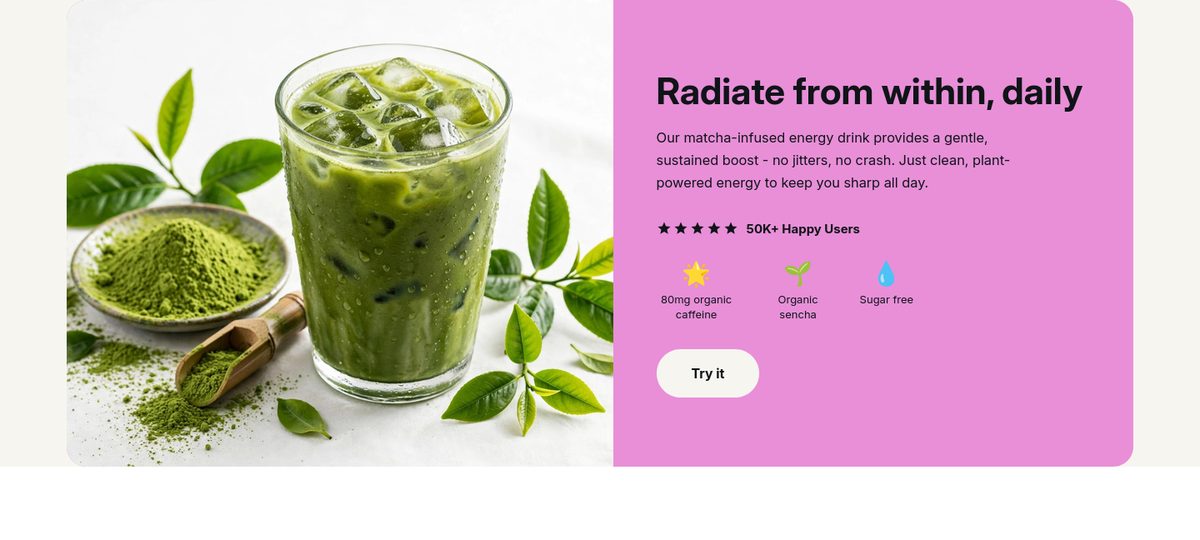 Radiate from within, daily
Our matcha-infused energy drink provides a gentle,
sustained boost - no jitters, no crash. Just clean, plant-
powered energy to keep you sharp all day.
★★★★★ 50K+ Happy Users
80mg organic
caffeine
Organic
sencha
Sugar free
Try it